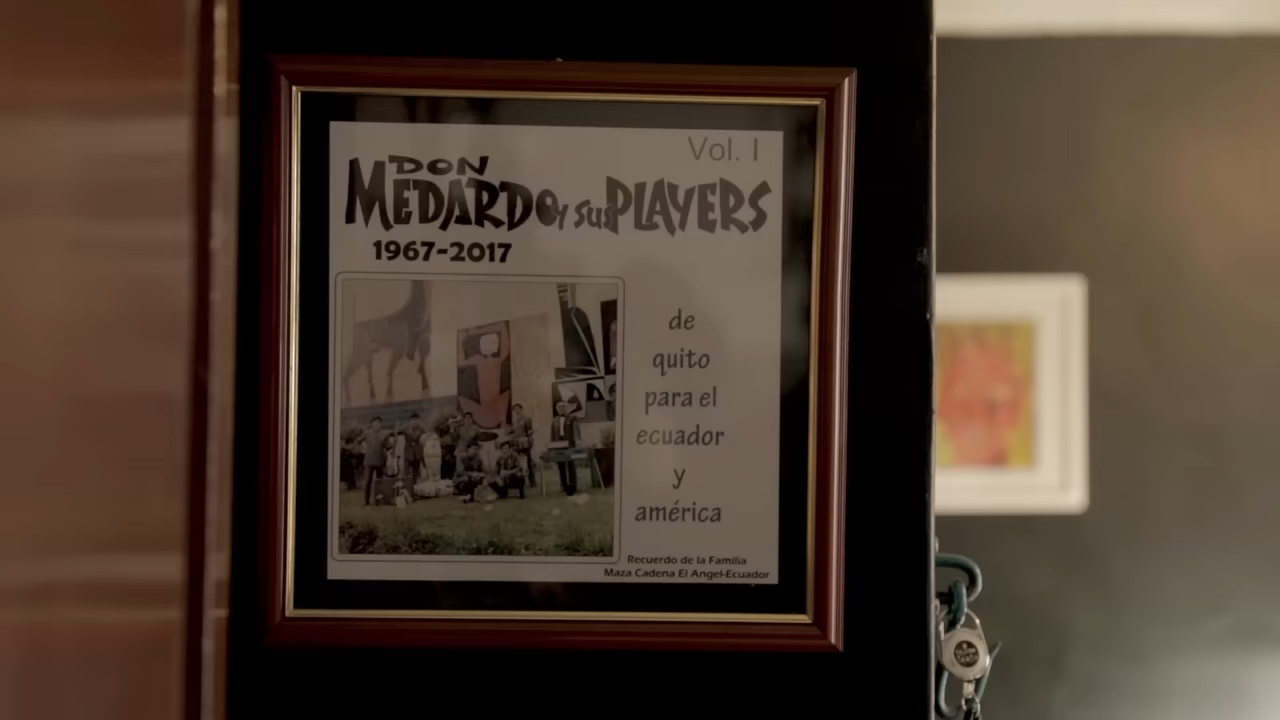 Vol. I
DON
MEDARDO y sus PLAYERS
1967-2017
de
quito
para el
ecuador
y
américa
Recuerdo de la Familia
Maza Cadena El Angel-Ecuador